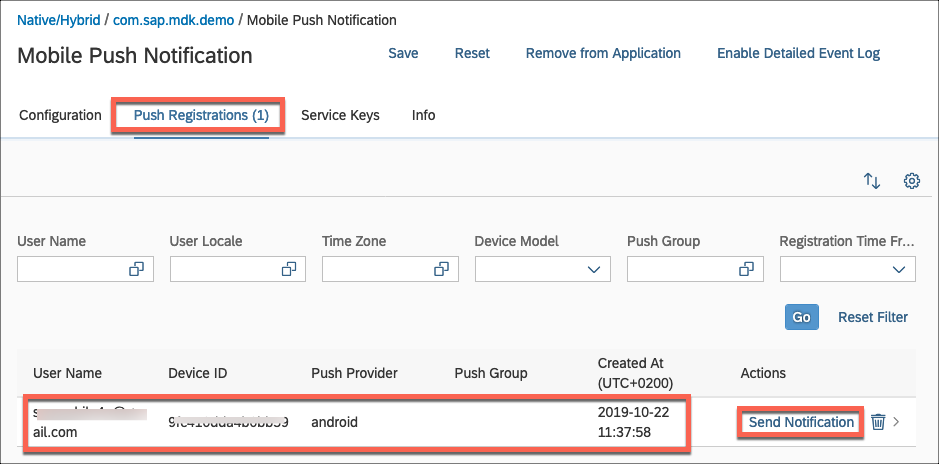 Native/Hybrid / com.sap.mdk.demo / Mobile Push Notification
Mobile Push Notification
Save Reset Remove from Application Enable Detailed Event Log
Configuration Push Registrations (1) Service Keys Info
User Name User Locale Time Zone Device Model Push Group Registration Time Fr...
Go Reset Filter
User Name Device ID Push Provider Push Group Created At (UTC+0200) Actions
ail.com android 2019-10-22 11:37:58 Send Notification